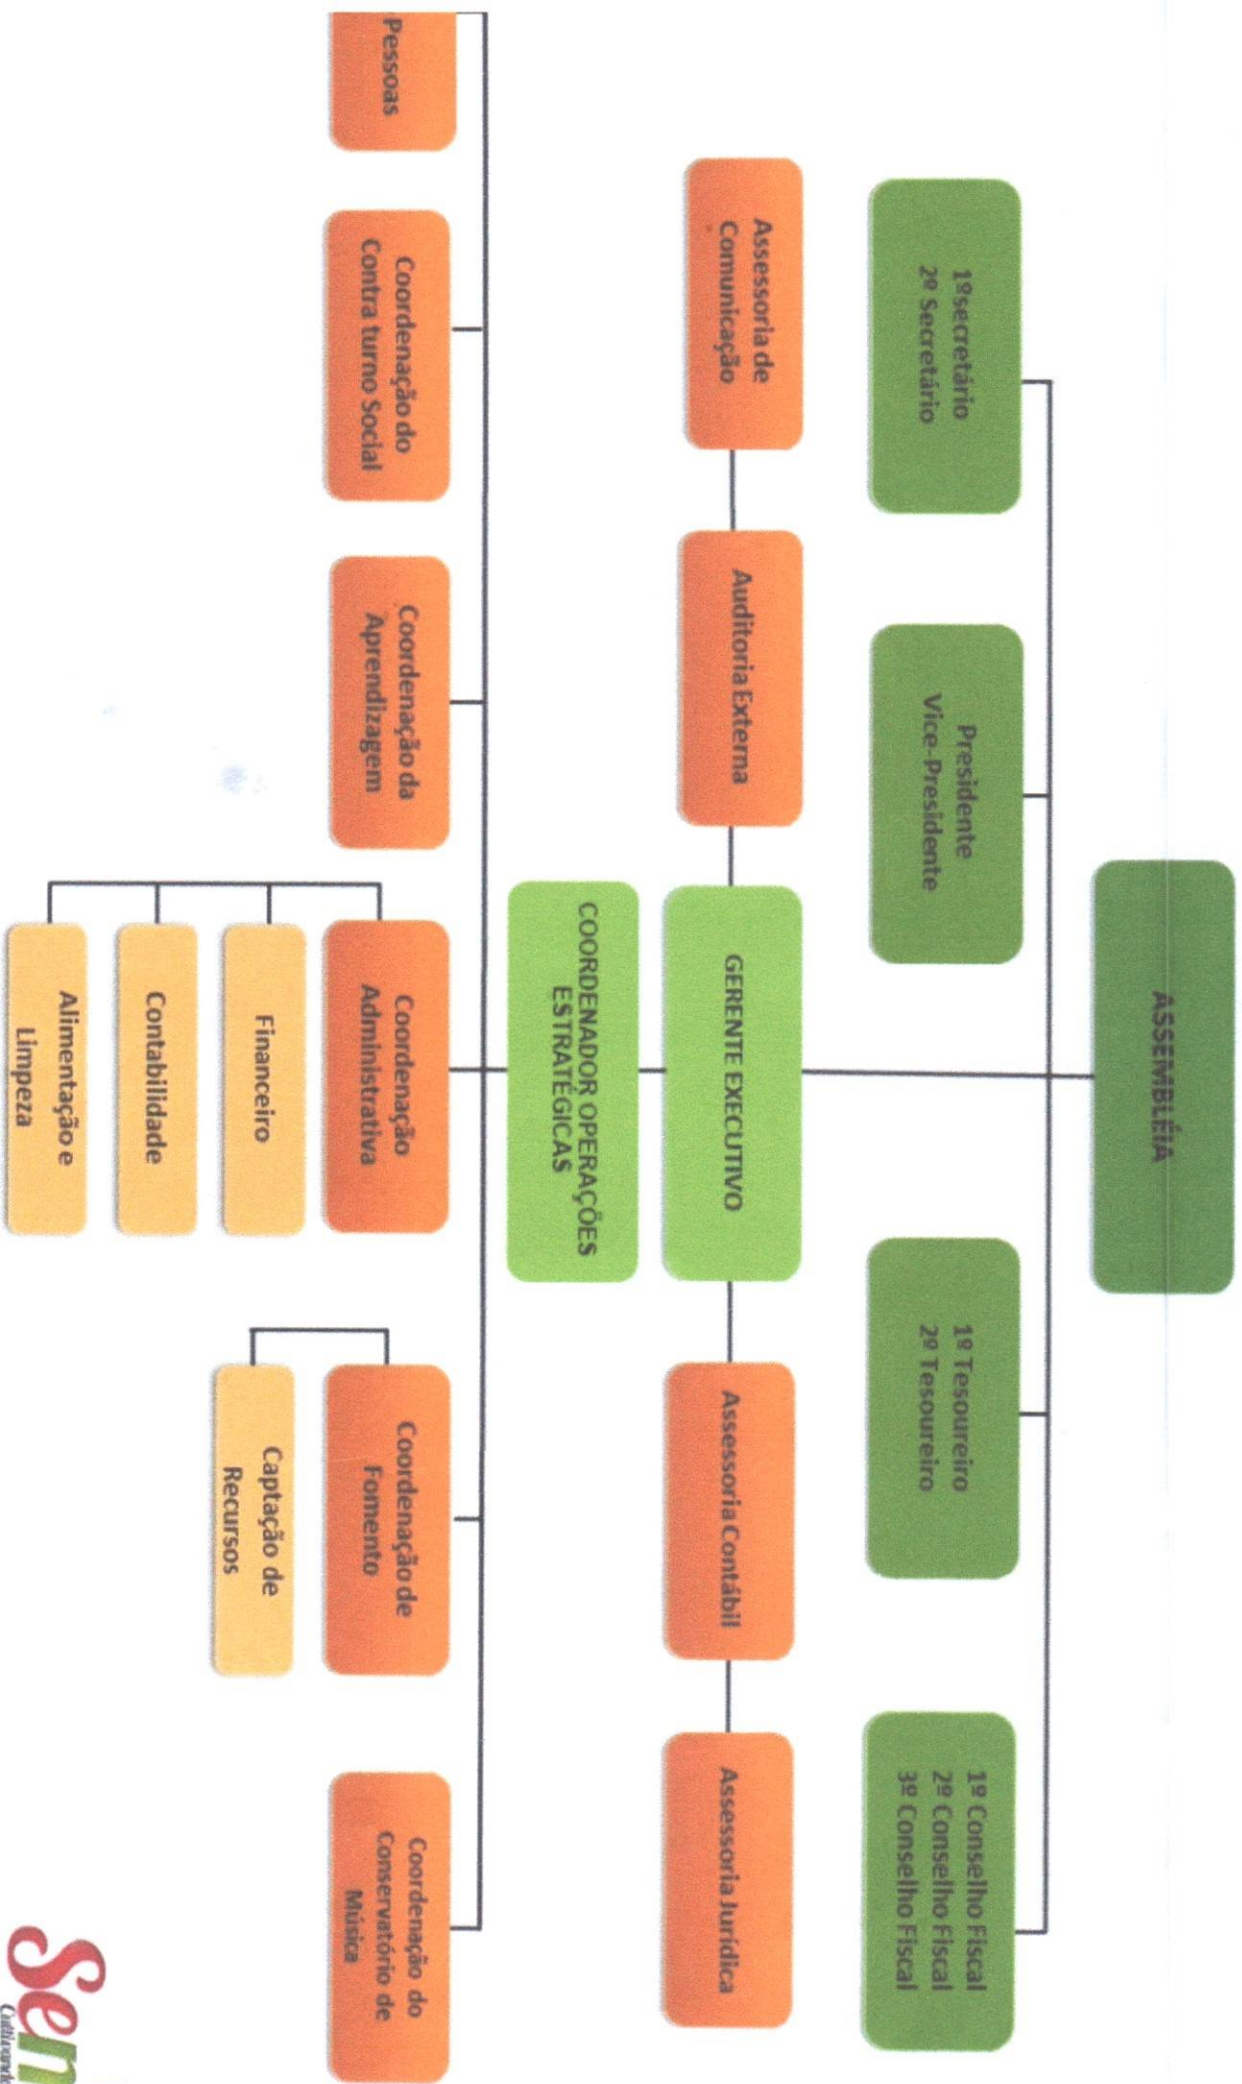 ASSEMBLÉIA
1ºsecretário
2º Secretário
Presidente
Vice-Presidente
1º Tesoureiro
2º Tesoureiro
1º Conselho Fiscal
2º Conselho Fiscal
3º Conselho Fiscal
Assessoria de
Comunicação
Auditoria Externa
GERENTE EXECUTIVO
Assessoria Contábil
Assessoria Jurídica
COORDENADOR OPERAÇÕES
ESTRATÉGICAS
Pessoas
Coordenação do
Contra turno Social
Coordenação da
Aprendizagem
Coordenação
Administrativa
Coordenação de
Fomento
Coordenação do
Conservatório de
Música
Financeiro
Contabilidade
Alimentação e
Limpeza
Captação de
Recursos
Sen
Cultivando